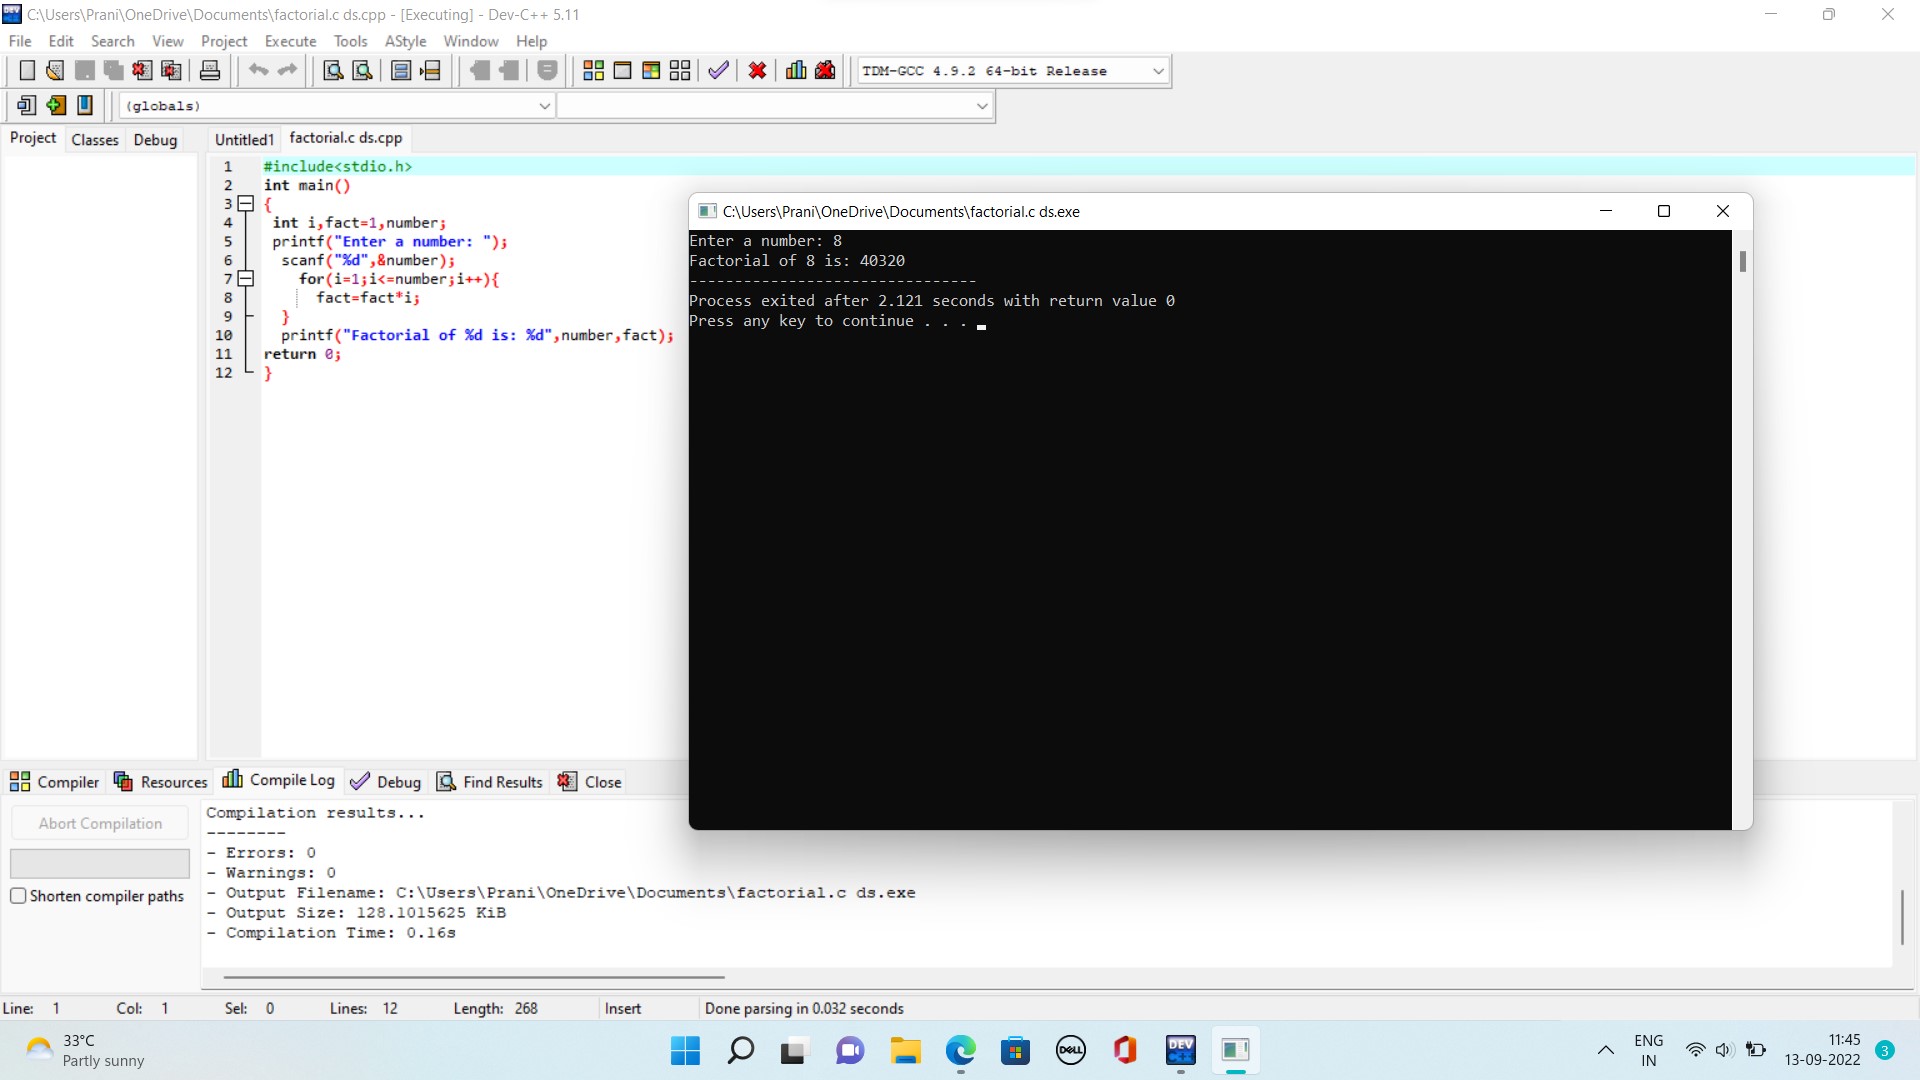 C:\Users\Prani\OneDrive\Documents\factorial.c ds.cpp - [Executing] - Dev-C++ 5.11
File Edit Search View Project Execute Tools AStyle Window Help
TDM-GCC 4.9.2 64-bit Release
(globals)
Project Classes Debug Untitled1 factorial.c ds.cpp
1 #include<stdio.h>
2 int main()
3 {
4 int i,fact=1,number;
5 printf("Enter a number: ");
6 scanf("%d",&number);
7 for(i=1;i<=number;i++){
8 fact=fact*i;
9 }
10 printf("Factorial of %d is: %d",number,fact);
11 return 0;
12 }
C:\Users\Prani\OneDrive\Documents\factorial.c ds.exe
Enter a number: 8
Factorial of 8 is: 40320
--------------------------------
Process exited after 2.121 seconds with return value 0
Press any key to continue . . .
Compiler Resources Compile Log Debug Find Results Close
Abort Compilation
Shorten compiler paths
Compilation results...
--------
- Errors: 0
- Warnings: 0
- Output Filename: C:\Users\Prani\OneDrive\Documents\factorial.c ds.exe
- Output Size: 128.1015625 KiB
- Compilation Time: 0.16s
Line: 1 Col: 1 Sel: 0 Lines: 12 Length: 268 Insert Done parsing in 0.032 seconds
33°C
Partly sunny
DELL
DEV
ENG
IN
11:45
13-09-2022
3